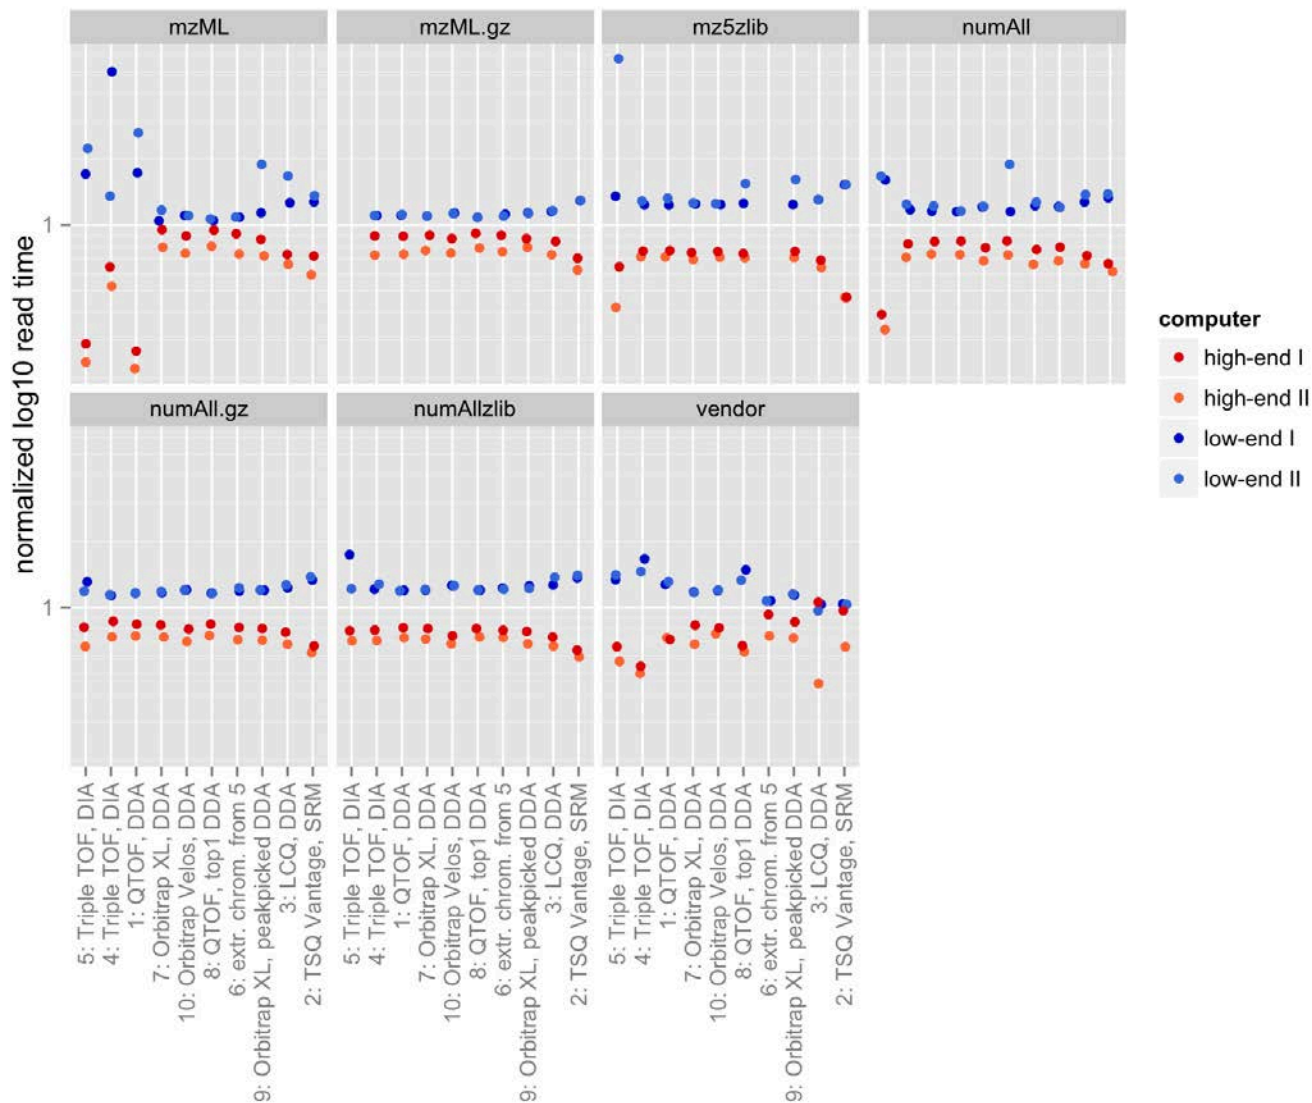 mzML
mzML.gz
mz5zlib
numAll
normalized log10 read time
1
computer
high-end I
high-end II
low-end I
low-end II
numAll.gz
numAllzlib
vendor
1
5: Triple TOF, DIA
4: Triple TOF, DIA
1: QTOF, DDA
7: Orbitrap XL, DDA
10: Orbitrap Velos, DDA
8: QTOF, top1 DDA
6: extr. chrom. from 5
9: Orbitrap XL, peakpicked DDA
3: LCQ, DDA
2: TSQ Vantage, SRM
5: Triple TOF, DIA
4: Triple TOF, DIA
1: QTOF, DDA
7: Orbitrap XL, DDA
10: Orbitrap Velos, DDA
8: QTOF, top1 DDA
6: extr. chrom. from 5
9: Orbitrap XL, peakpicked DDA
3: LCQ, DDA
2: TSQ Vantage, SRM
5: Triple TOF, DIA
4: Triple TOF, DIA
1: QTOF, DDA
7: Orbitrap XL, DDA
10: Orbitrap Velos, DDA
8: QTOF, top1 DDA
6: extr. chrom. from 5
9: Orbitrap XL, peakpicked DDA
3: LCQ, DDA
2: TSQ Vantage, SRM